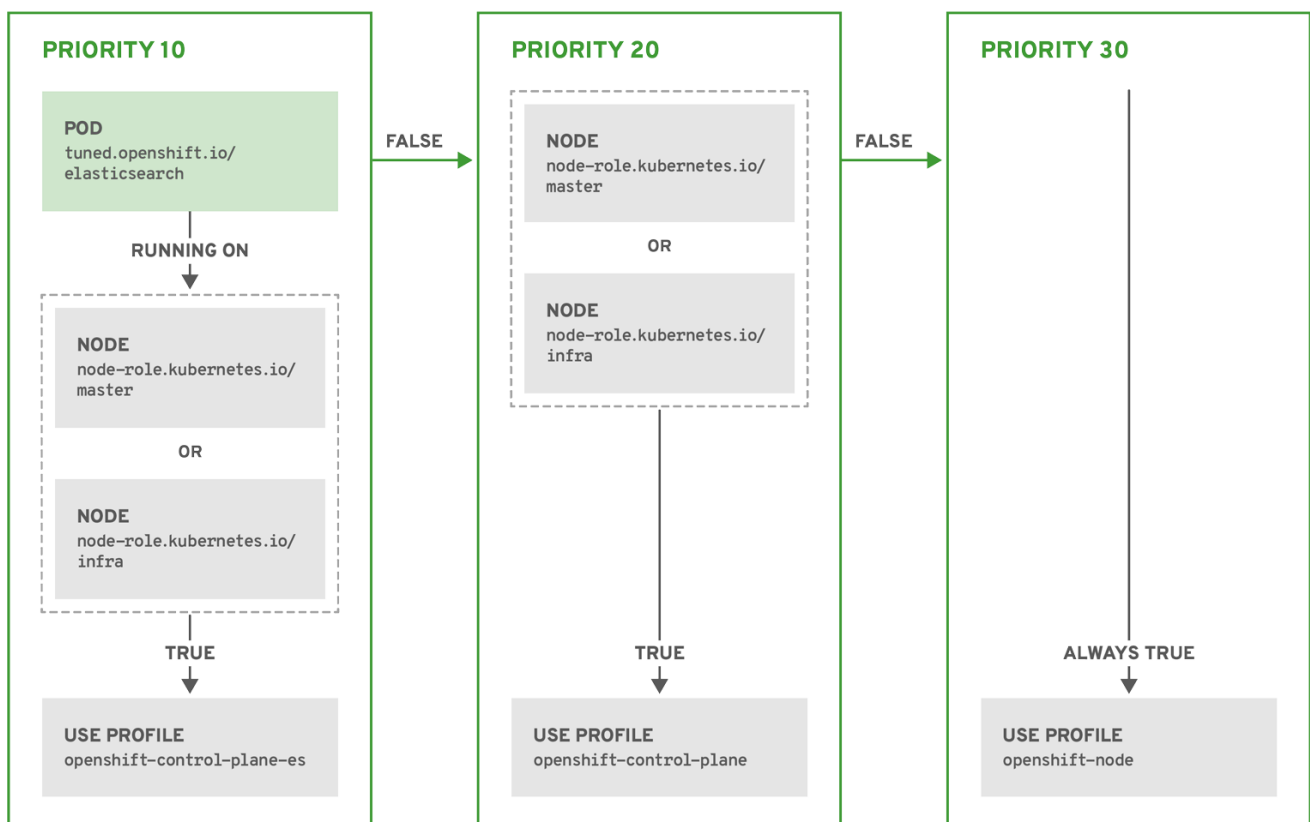 PRIORITY 10
POD
tuned.openshift.io/
elasticsearch
RUNNING ON
NODE
node-role.kubernetes.io/
master
OR
NODE
node-role.kubernetes.io/
infra
TRUE
USE PROFILE
openshift-control-plane-es
FALSE
PRIORITY 20
NODE
node-role.kubernetes.io/
master
OR
NODE
node-role.kubernetes.io/
infra
TRUE
USE PROFILE
openshift-control-plane
FALSE
PRIORITY 30
ALWAYS TRUE
USE PROFILE
openshift-node